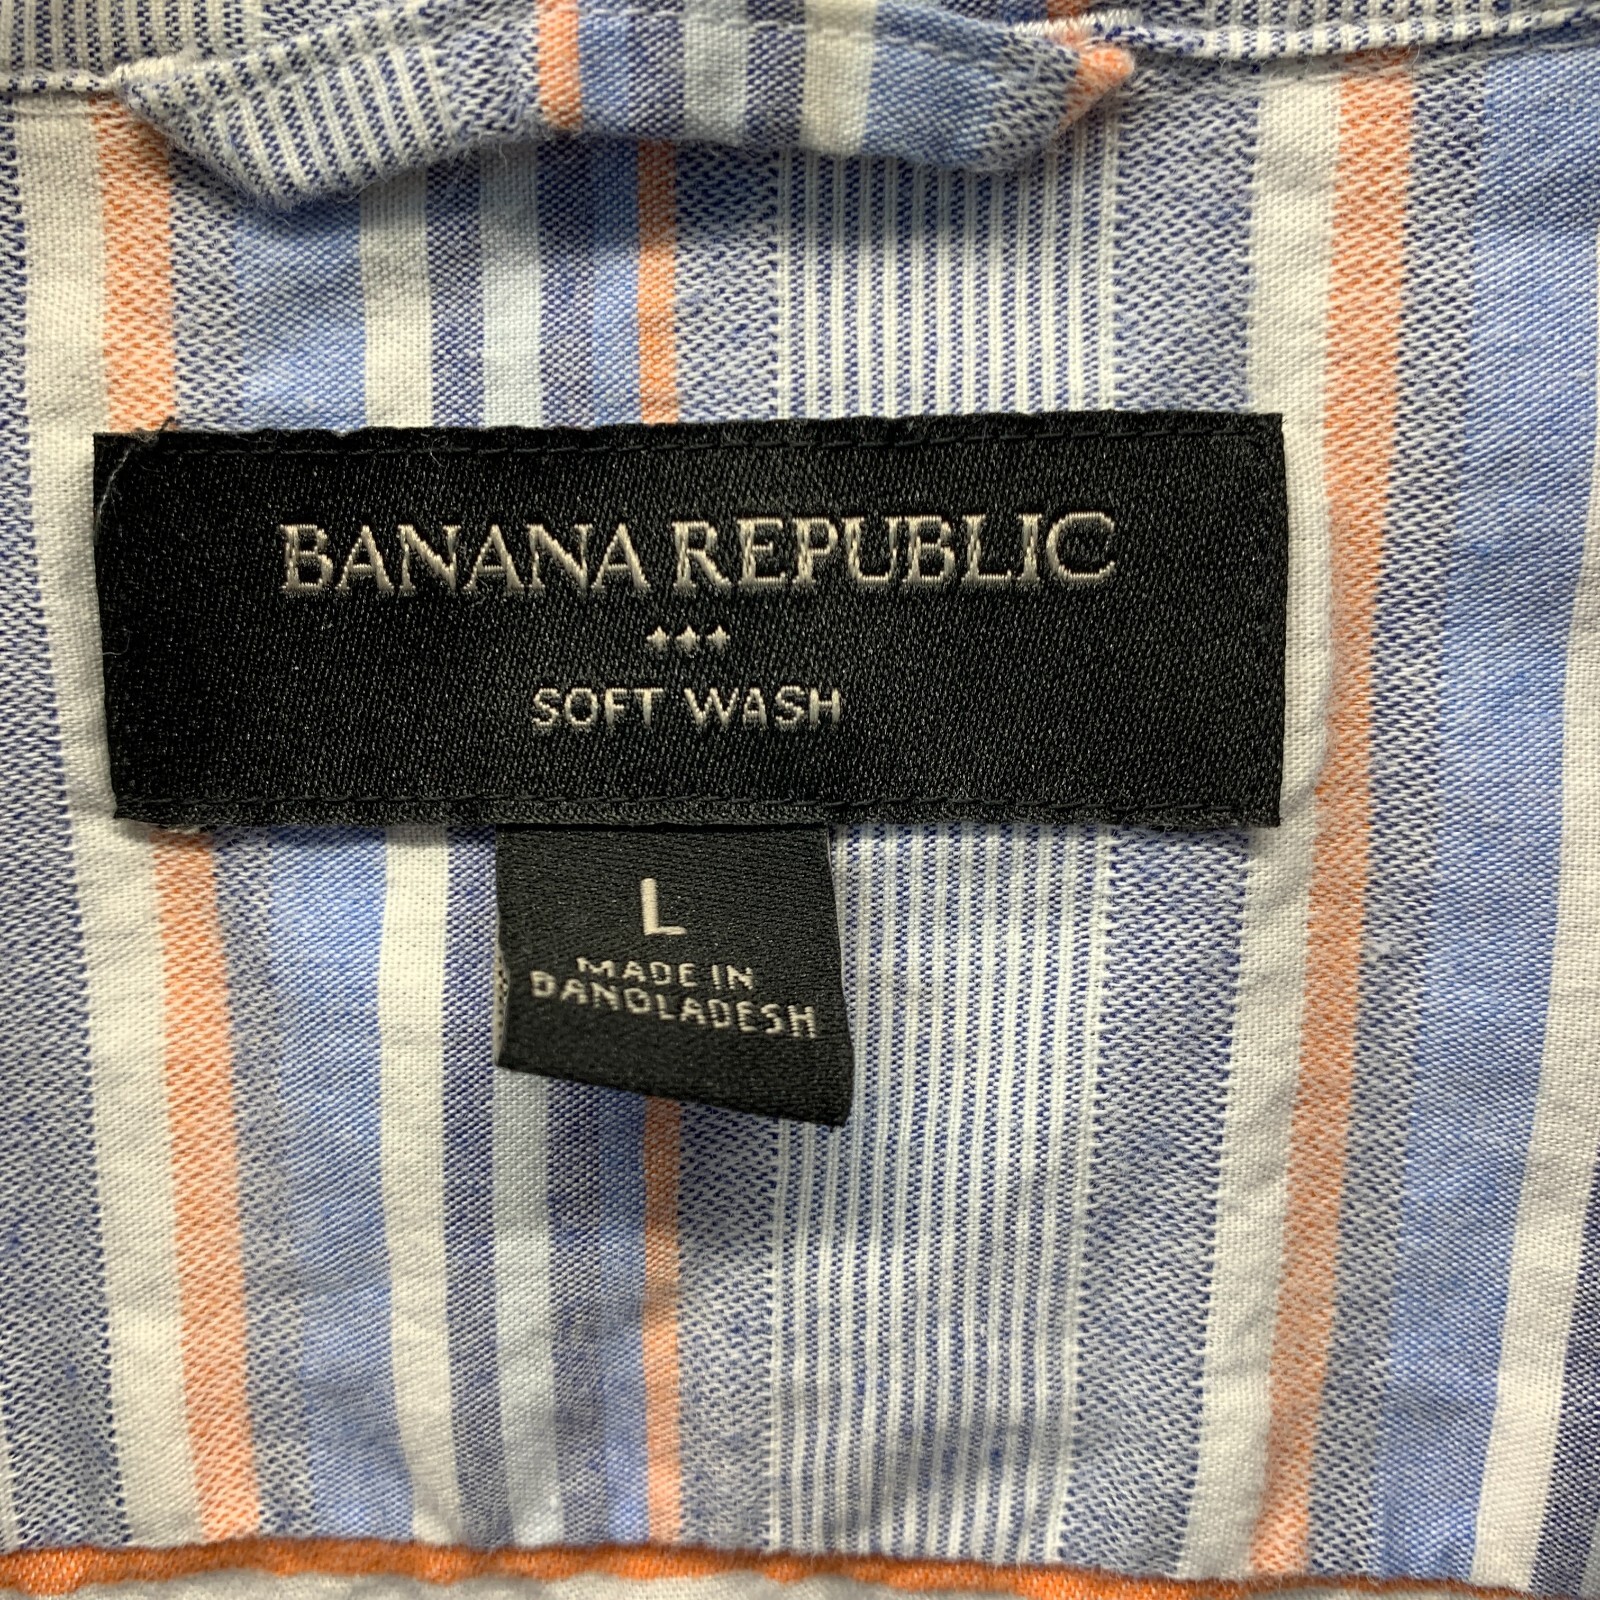 BANANA REPUBLIC
SOFT WASH
L
MADE IN
BANGLADESH